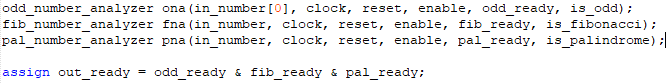 odd_number_analyzer ona(in_number[0], clock, reset, enable, odd_ready, is_odd);
fib_number_analyzer fna(in_number, clock, reset, enable, fib_ready, is_fibonacci);
pal_number_analyzer pna(in_number, clock, reset, enable, pal_ready, is_palindrome);
assign out_ready = odd_ready & fib_ready & pal_ready;